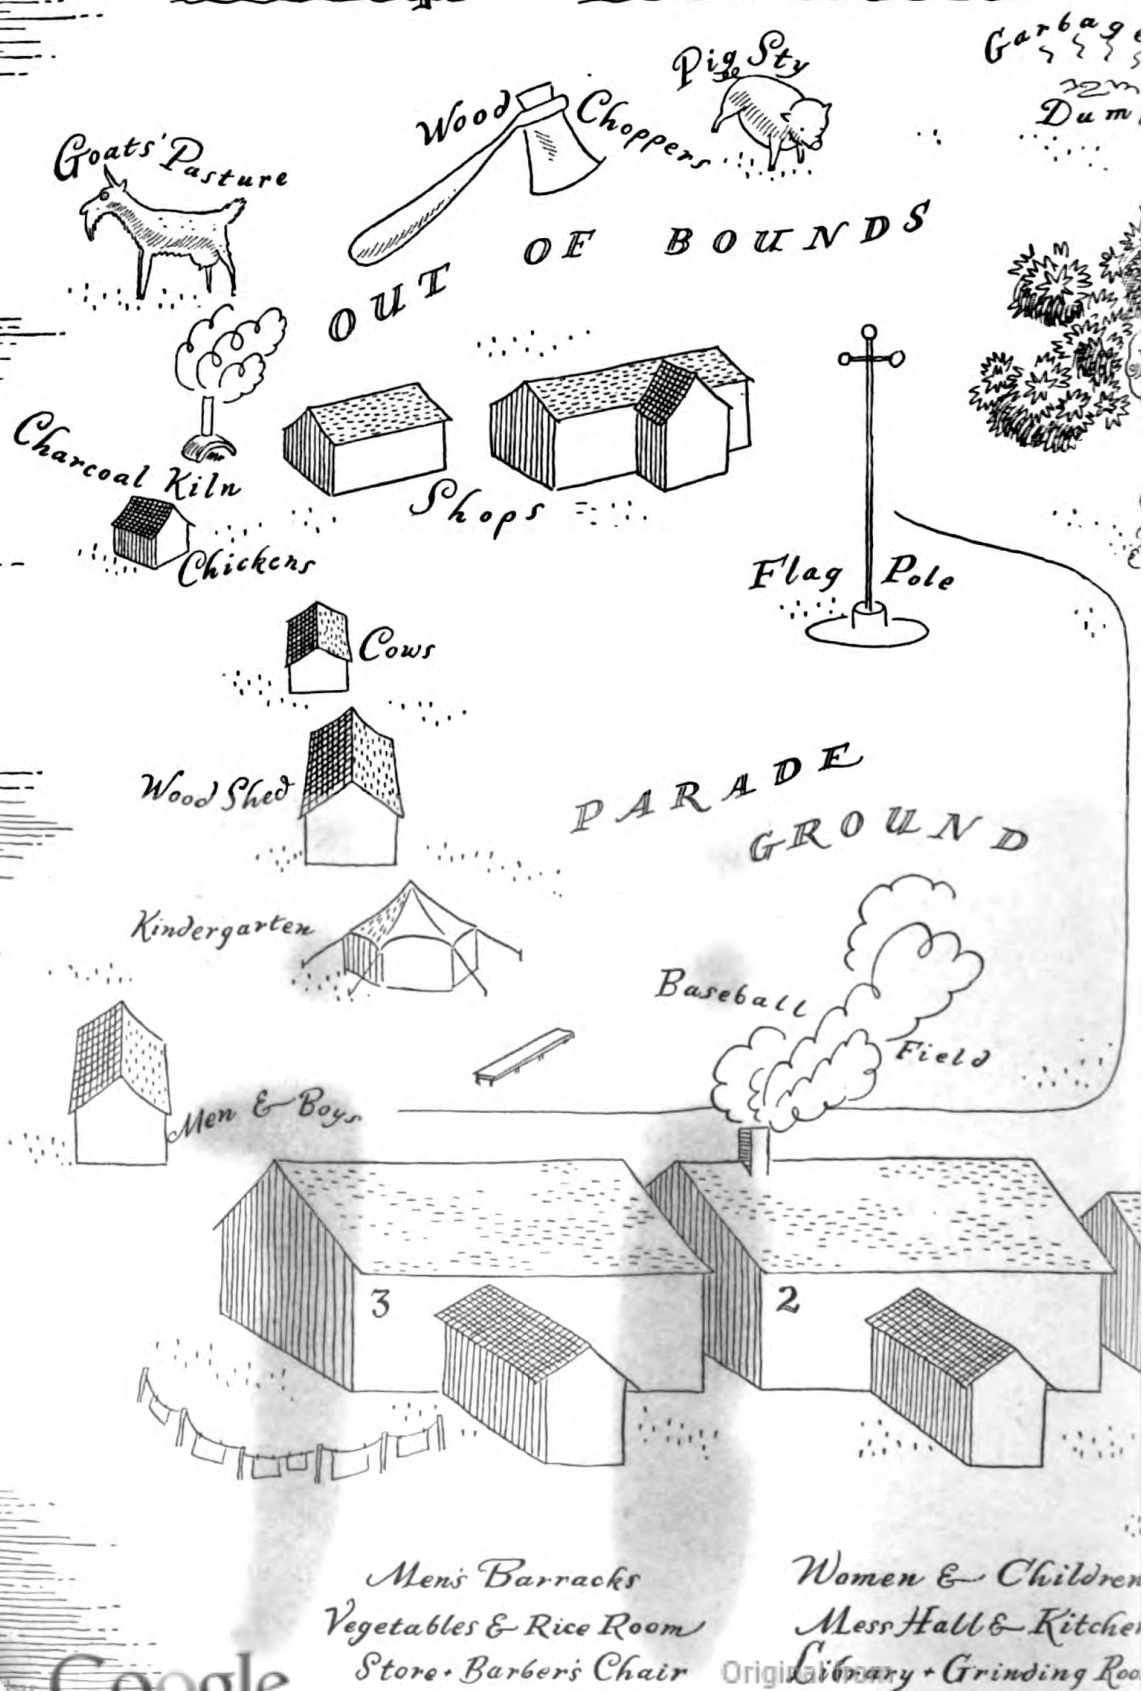 Garbage
Dum
Pig Sty
Wood Choppers
Goats' Pasture
OUT OF BOUNDS
Charcoal Kiln
Shops
Chickens
Flag Pole
Cows
Wood Shed
PARADE
GROUND
Kindergarten
Baseball
Field
Men & Boys
3
2
Men's Barracks
Vegetables & Rice Room
Store + Barber's Chair
Women & Children
Mess Hall & Kitchen
Library + Grinding Roo
Google
Original from